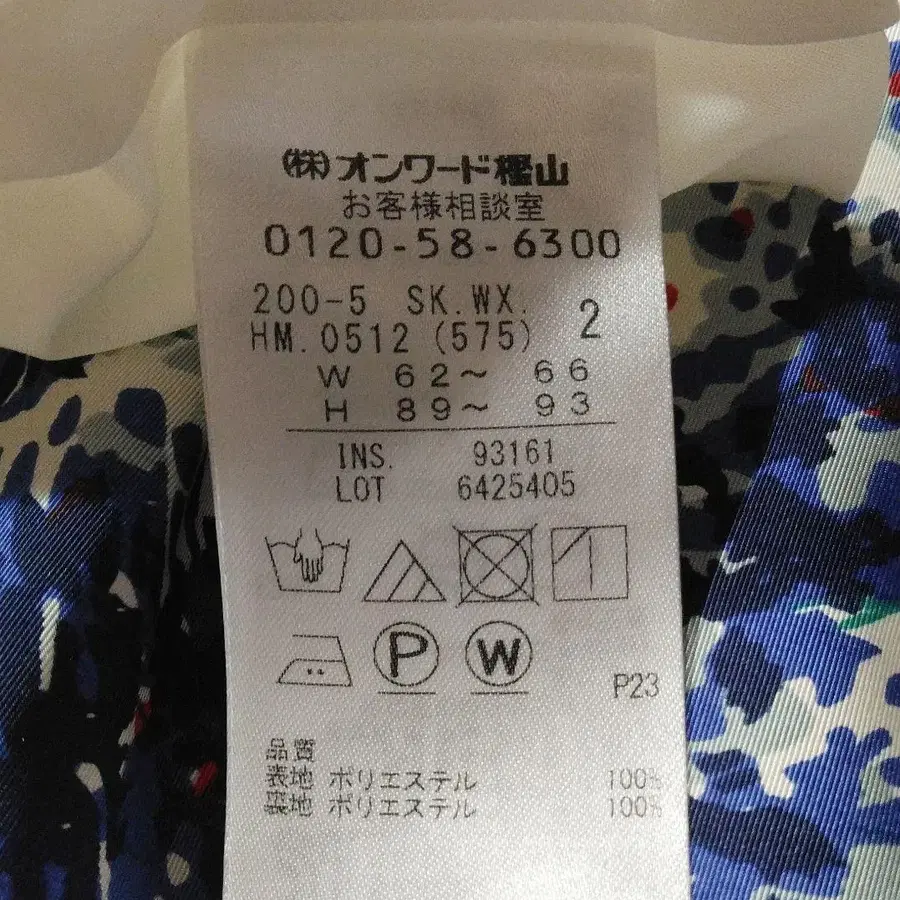 (株)オンワード樫山
お客様相談室
0120-58-6300
200-5 SK.WX. 2
HM.0512 (575)
W 62～ 66
H 89～ 93
INS. 93161
LOT 6425405
P W
P23
品質
表地 ポリエステル 100%
裏地 ポリエステル 100%